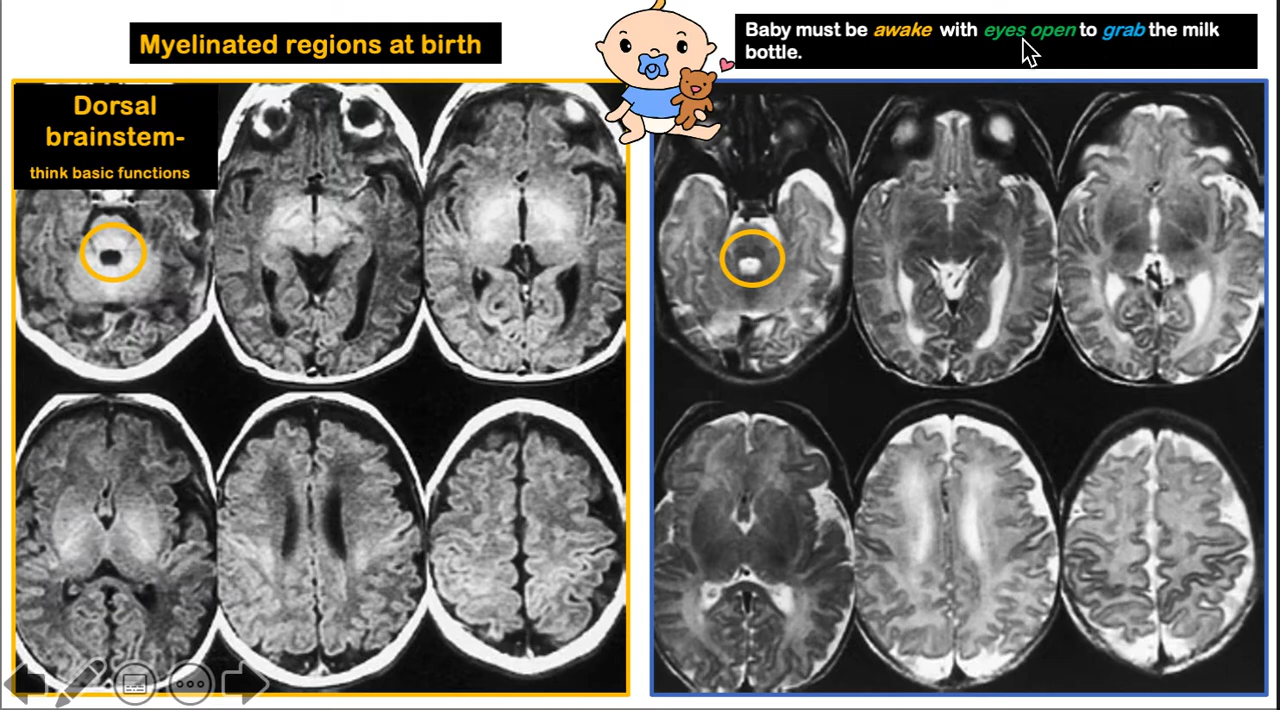 Myelinated regions at birth
Baby must be awake with eyes open to grab the milk
bottle.
Dorsal
brainstem-
think basic functions